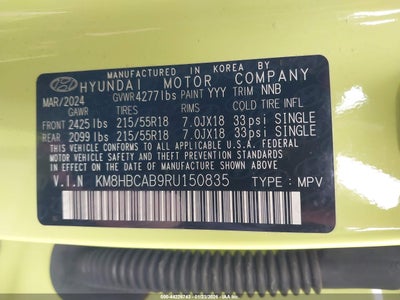 MANUFACTURED IN KOREA BY
HYUNDAI MOTOR COMPANY
MAR/2024 GVWR 4277lbs PAINT YYY TRIM NNB
GAWR TIRES RIMS COLD TIRE INFL
FRONT 2425 lbs 215/55R18 7.0JX18 33psi SINGLE
REAR 2099 lbs 215/55R18 7.0JX18 33psi SINGLE
THIS VEHICLE CONFORMS TO ALL APPLICABLE
U.S.A. FEDERAL MOTOR VEHICLE SAFETY AND
THEFT PREVENTION STANDARDS IN EFFECT ON
THE DATE OF MANUFACTURE SHOWN ABOVE.
V.I.N KM8HBCAB9RU150835 TYPE : MPV